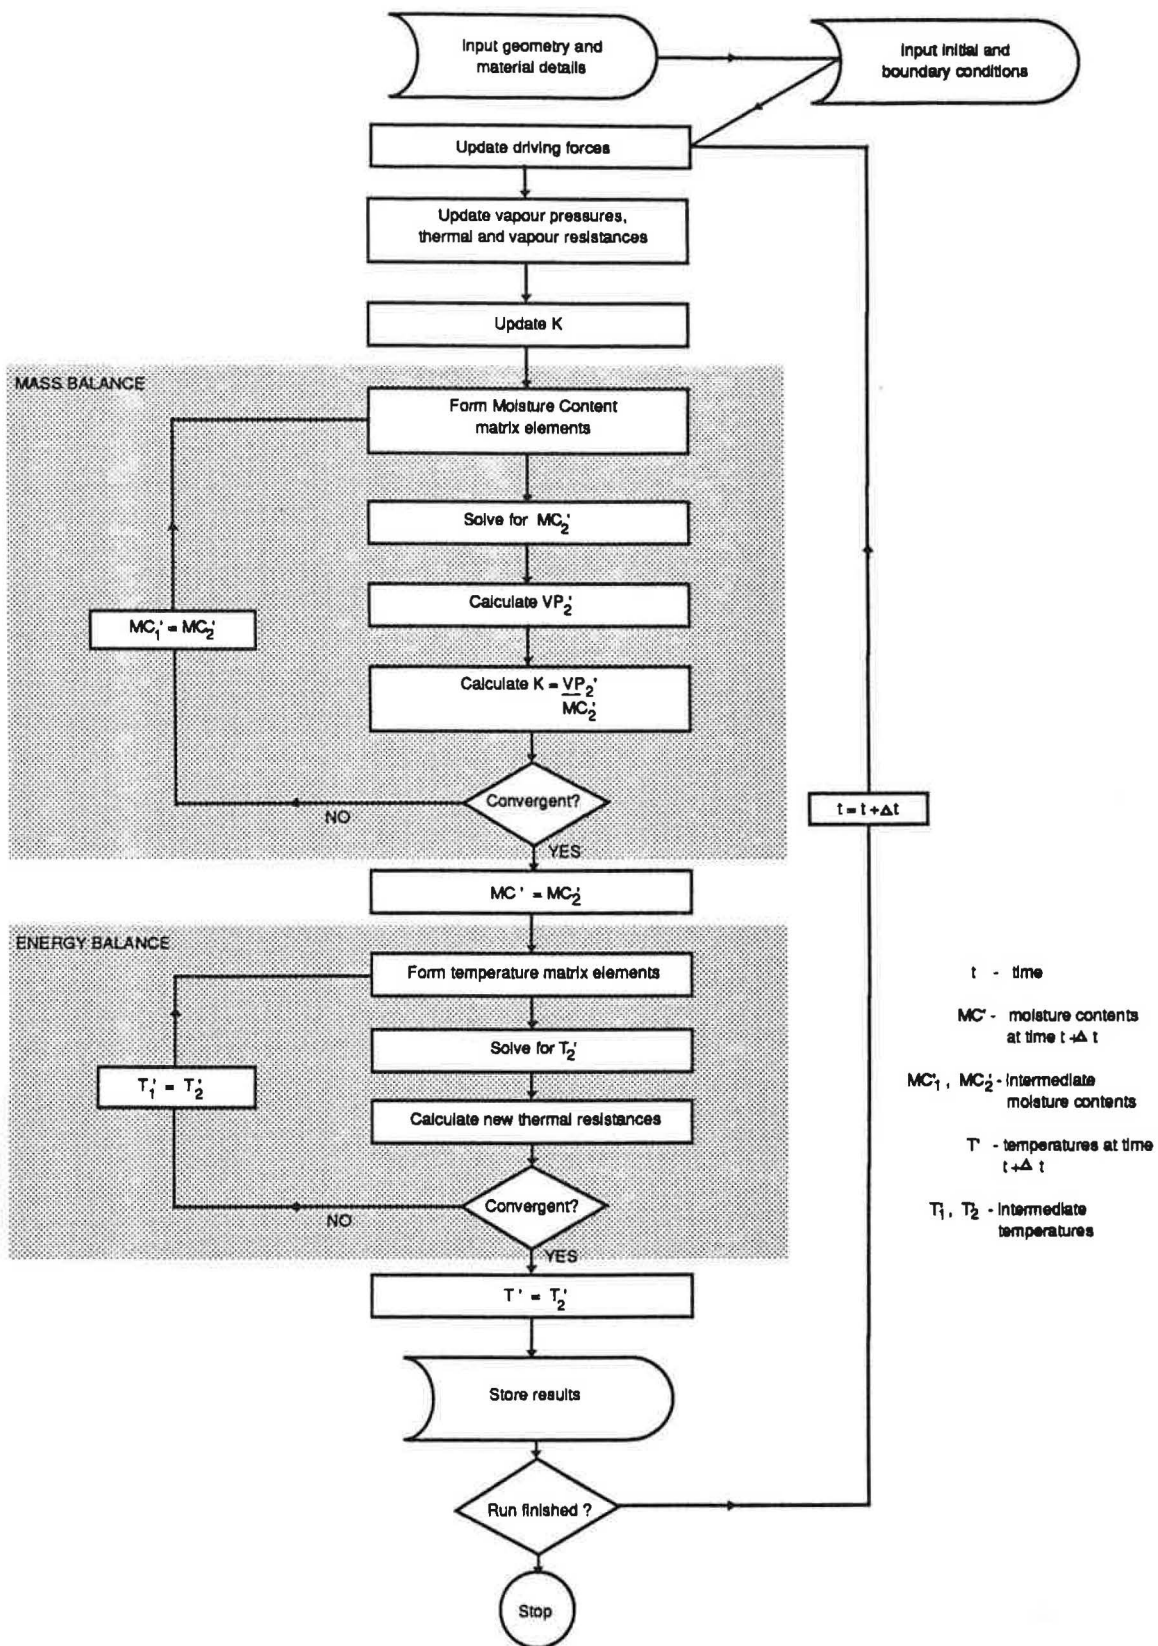 Input geometry and
material details
Input initial and
boundary conditions
Update driving forces
Update vapour pressures,
thermal and vapour resistances
Update K
MASS BALANCE
Form Moisture Content
matrix elements
Solve for MC₂'
Calculate VP₂'
MC₁' = MC₂'
Calculate K = VP₂'
MC₂'
Convergent?
NO
YES
t = t + Δt
MC' = MC₂'
ENERGY BALANCE
Form temperature matrix elements
Solve for T₂'
T₁' = T₂'
Calculate new thermal resistances
Convergent?
NO
YES
T' = T₂'
Store results
Run finished ?
Stop
t - time
MC' - moisture contents
at time t +Δ t
MC₁', MC₂' - Intermediate
moisture contents
T' - temperatures at time
t +Δ t
T₁', T₂' - Intermediate
temperatures